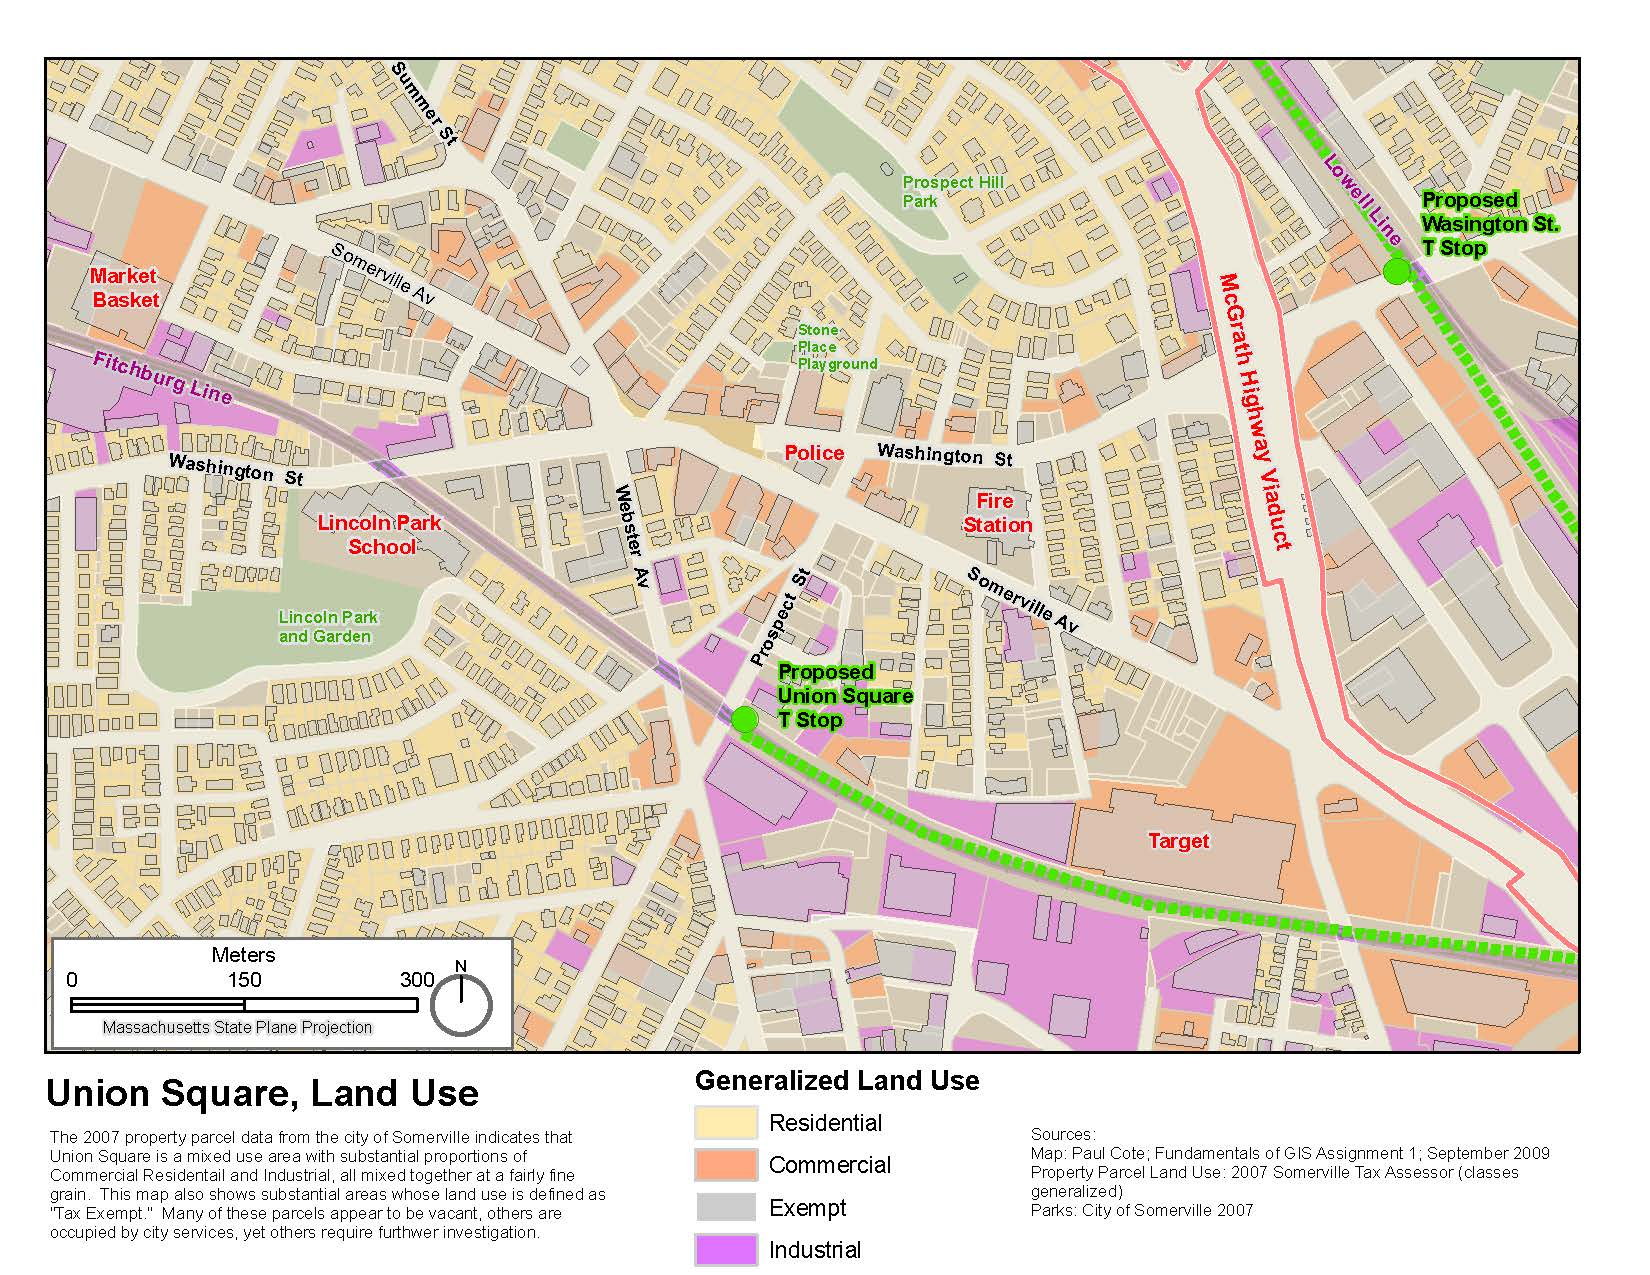 Summer St
Prospect Hill
Park
Lowell Line
Proposed
Wasington St.
T Stop
Somerville Av
Market
Basket
McGrath Highway Viaduct
Stone
Place
Playground
Fitchburg Line
Police
Washington St
Washington St
Webster Av
Fire
Station
Lincoln Park
School
Somerville Av
Prospect St
Lincoln Park
and Garden
Proposed
Union Square
T Stop
Target
Meters
0 150 300
N
Massachusetts State Plane Projection
Union Square, Land Use
The 2007 property parcel data from the city of Somerville indicates that
Union Square is a mixed use area with substantial proportions of
Commercial Residentail and Industrial, all mixed together at a fairly fine
grain. This map also shows substantial areas whose land use is defined as
"Tax Exempt." Many of these parcels appear to be vacant, others are
occupied by city services, yet others require furthwer investigation.
Generalized Land Use
Residential
Commercial
Exempt
Industrial
Sources:
Map: Paul Cote; Fundamentals of GIS Assignment 1; September 2009
Property Parcel Land Use: 2007 Somerville Tax Assessor (classes
generalized)
Parks: City of Somerville 2007